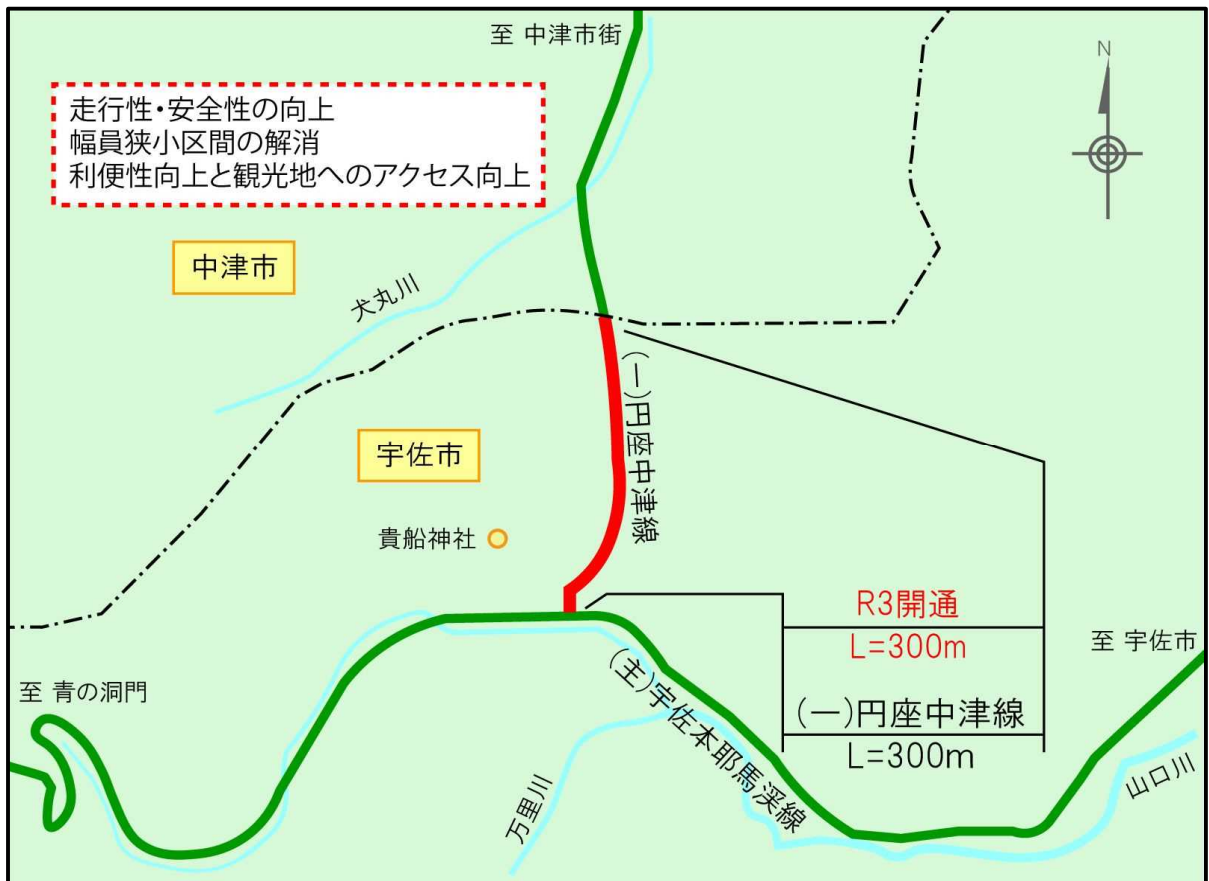 至 中津市街
N
走行性・安全性の向上
幅員狭小区間の解消
利便性向上と観光地へのアクセス向上
中津市
犬丸川
(一)円座中津線
宇佐市
貴船神社
R3開通
L=300m
至 宇佐市
至 青の洞門
(主)宇佐本耶馬渓線
(一)円座中津線
L=300m
山口川
万里川